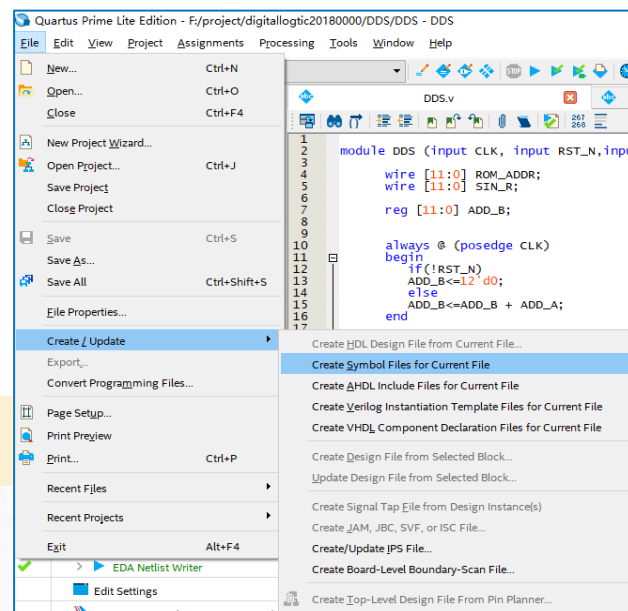 Quartus Prime Lite Edition - F:/project/digitallogtic20180000/DDS/DDS - DDS
File Edit View Project Assignments Processing Tools Window Help
New... Ctrl+N
Open... Ctrl+O
Close Ctrl+F4
New Project Wizard...
Open Project... Ctrl+J
Save Project
Close Project
Save Ctrl+S
Save As...
Save All Ctrl+Shift+S
File Properties...
Create / Update
Export...
Convert Programming Files...
Page Setup...
Print Preview
Print... Ctrl+P
Recent Files
Recent Projects
Exit Alt+F4
EDA Netlist Writer
Edit Settings
STOP
abc DDS.v abc
267
268
1
2 module DDS (input CLK, input RST_N,inpu
3
4 wire [11:0] ROM_ADDR;
5 wire [11:0] SIN_R;
6
7 reg [11:0] ADD_B;
8
9
10 always @ (posedge CLK)
11 begin
12 if(!RST_N)
13 ADD_B<=12'd0;
14 else
15 ADD_B<=ADD_B + ADD_A;
16 end
17
Create HDL Design File from Current File...
Create Symbol Files for Current File
Create AHDL Include Files for Current File
Create Verilog Instantiation Template Files for Current File
Create VHDL Component Declaration Files for Current File
Create Design File from Selected Block...
Update Design File from Selected Block...
Create Signal Tap File from Design Instance(s)
Create JAM, JBC, SVF, or ISC File...
Create/Update IPS File...
Create Board-Level Boundary-Scan File...
Create Top-Level Design File From Pin Planner...